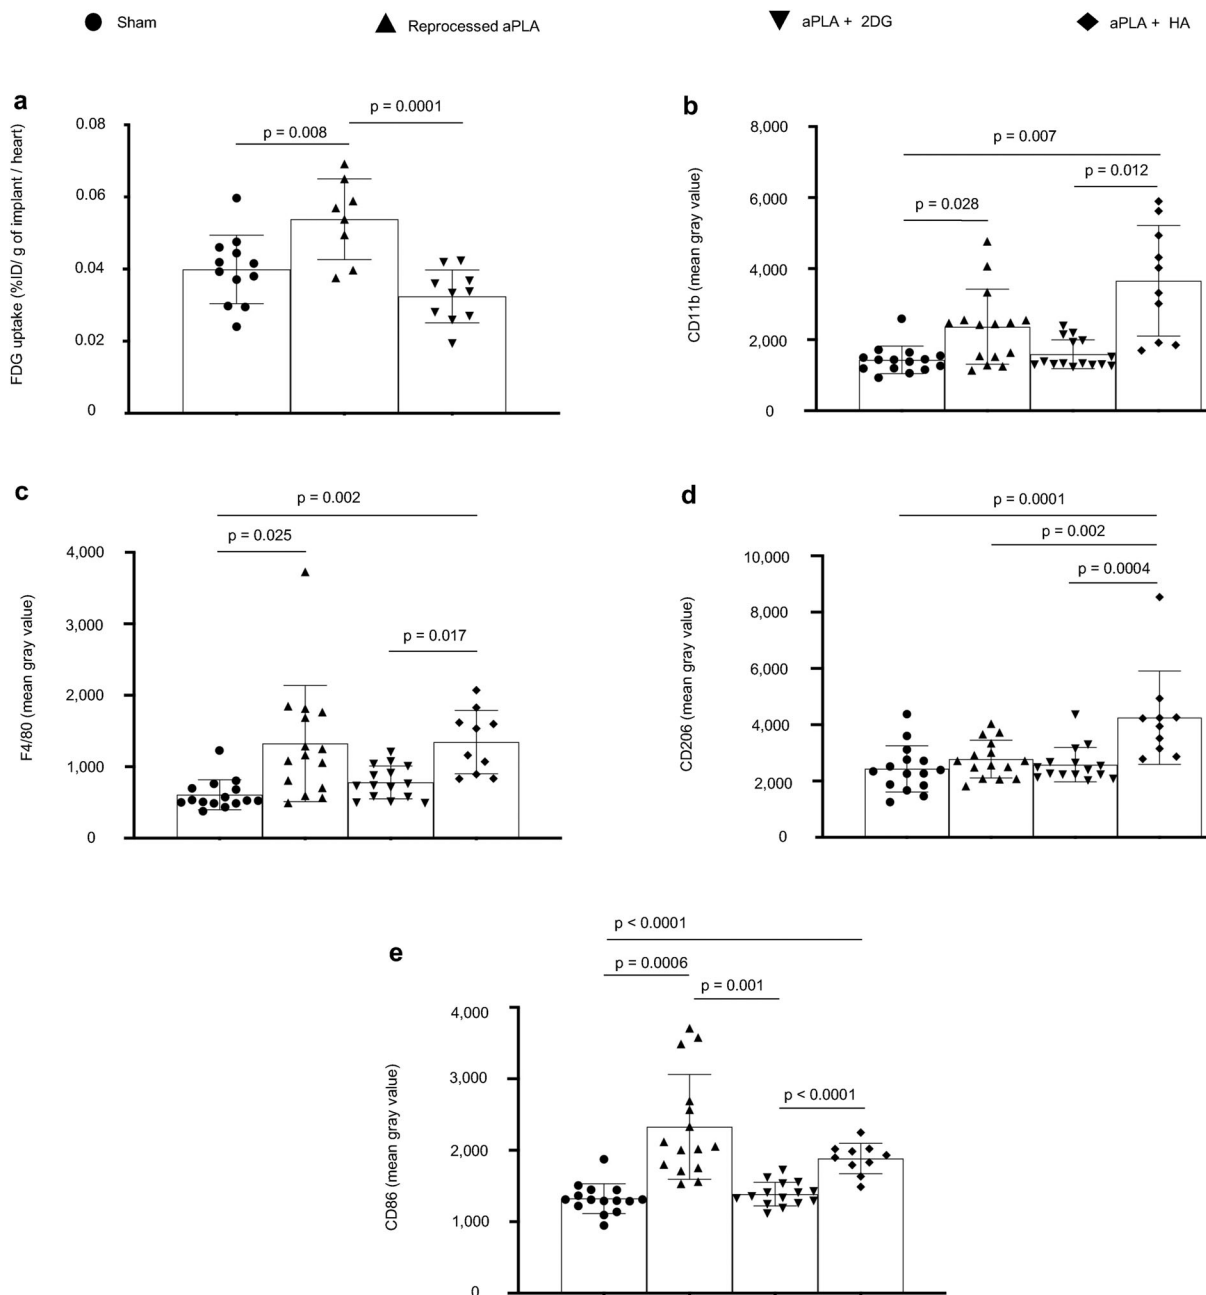 Sham
Reprocessed aPLA
aPLA + 2DG
aPLA + HA
a
FDG uptake (%ID/ g of implant / heart)
0.08
0.06
0.04
0.02
0
p = 0.008
p = 0.0001
b
CD11b (mean gray value)
8,000
6,000
4,000
2,000
0
p = 0.007
p = 0.012
p = 0.028
c
F4/80 (mean gray value)
4,000
3,000
2,000
1,000
0
p = 0.002
p = 0.025
p = 0.017
d
CD206 (mean gray value)
10,000
8,000
6,000
4,000
2,000
0
p = 0.0001
p = 0.002
p = 0.0004
e
CD86 (mean gray value)
4,000
3,000
2,000
1,000
0
p < 0.0001
p = 0.0006
p = 0.001
p < 0.0001